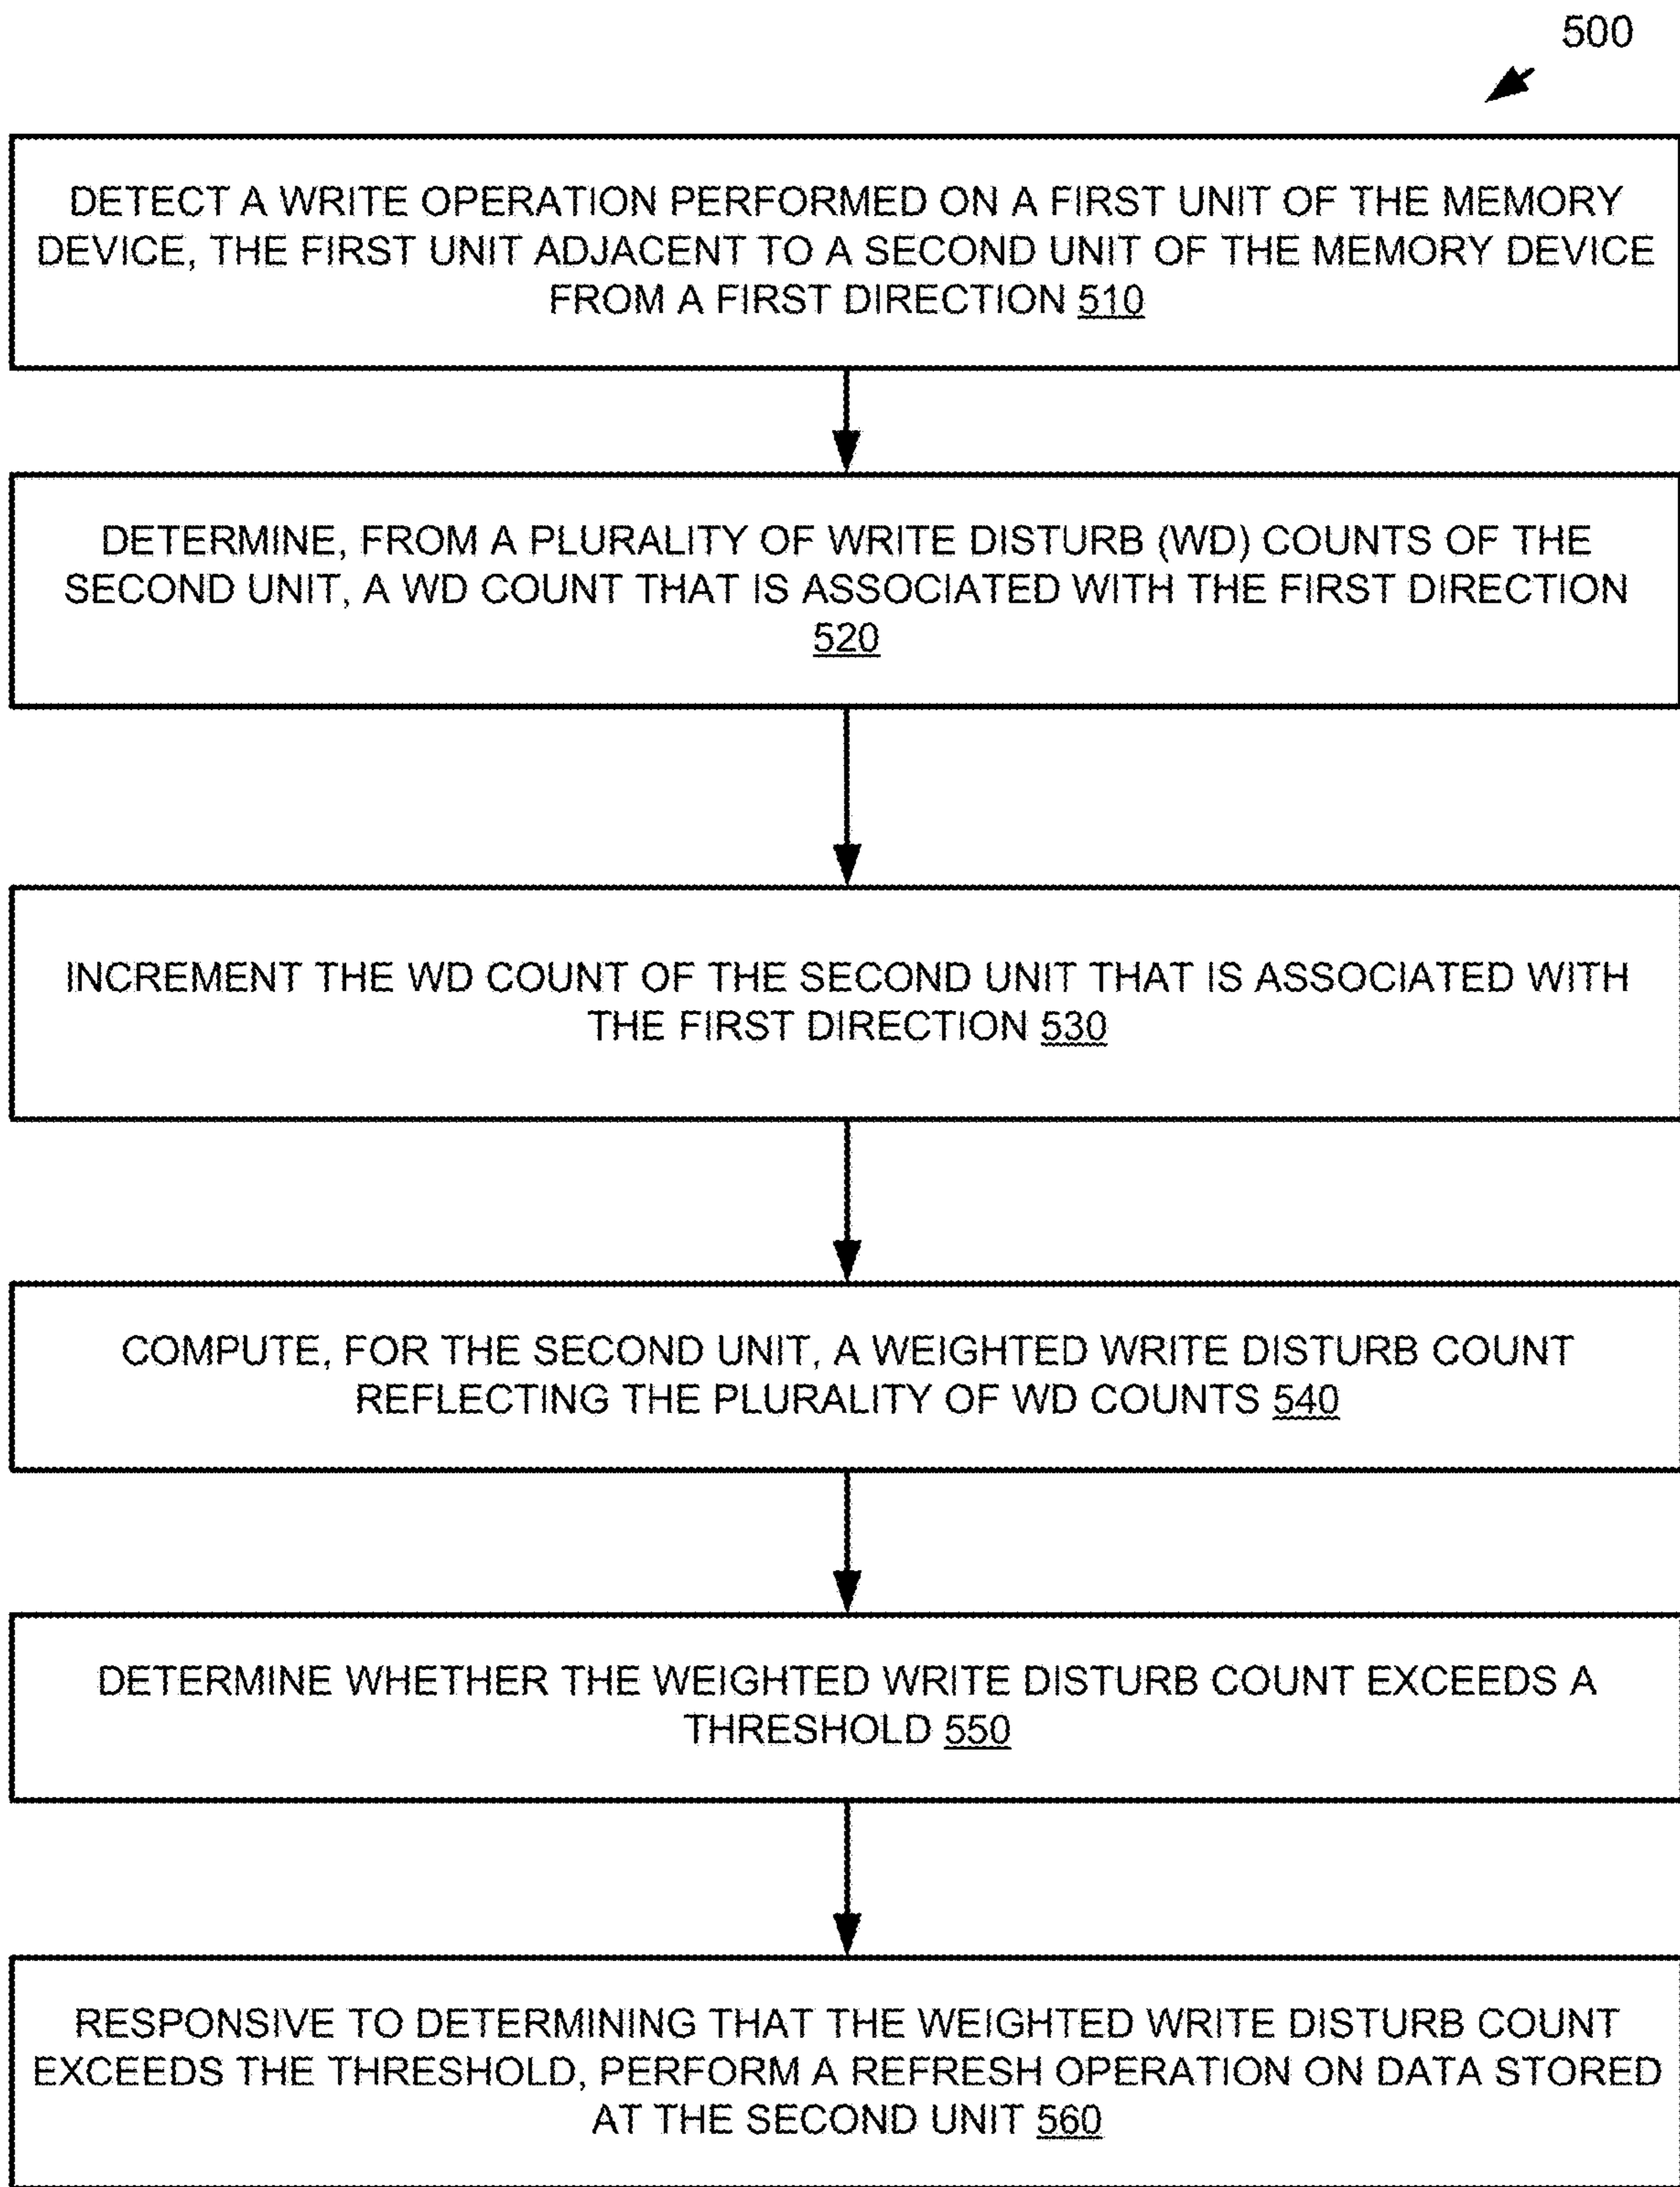 500
DETECT A WRITE OPERATION PERFORMED ON A FIRST UNIT OF THE MEMORY
DEVICE, THE FIRST UNIT ADJACENT TO A SECOND UNIT OF THE MEMORY DEVICE
FROM A FIRST DIRECTION 510
DETERMINE, FROM A PLURALITY OF WRITE DISTURB (WD) COUNTS OF THE
SECOND UNIT, A WD COUNT THAT IS ASSOCIATED WITH THE FIRST DIRECTION
520
INCREMENT THE WD COUNT OF THE SECOND UNIT THAT IS ASSOCIATED WITH
THE FIRST DIRECTION 530
COMPUTE, FOR THE SECOND UNIT, A WEIGHTED WRITE DISTURB COUNT
REFLECTING THE PLURALITY OF WD COUNTS 540
DETERMINE WHETHER THE WEIGHTED WRITE DISTURB COUNT EXCEEDS A
THRESHOLD 550
RESPONSIVE TO DETERMINING THAT THE WEIGHTED WRITE DISTURB COUNT
EXCEEDS THE THRESHOLD, PERFORM A REFRESH OPERATION ON DATA STORED
AT THE SECOND UNIT 560